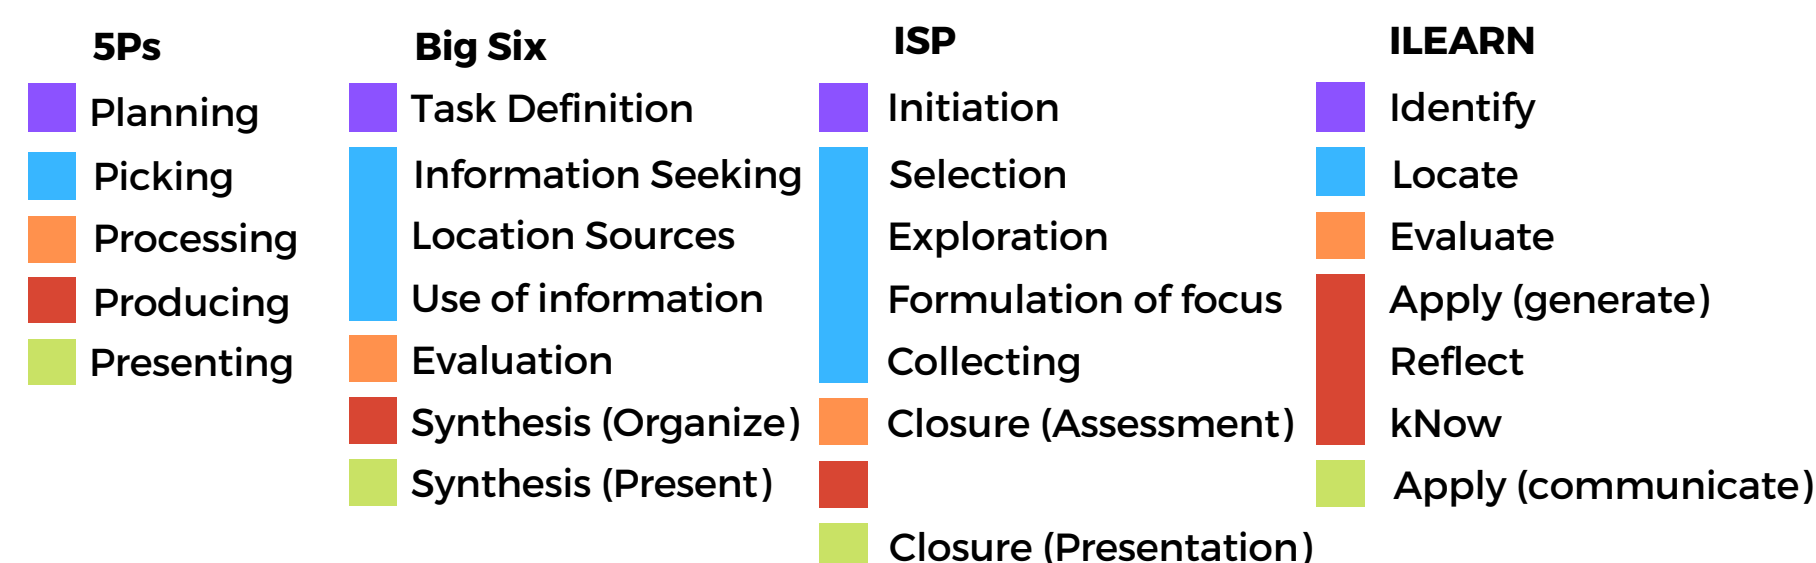 5Ps
Planning
Picking
Processing
Producing
Presenting
Big Six
Task Definition
Information Seeking
Location Sources
Use of information
Evaluation
Synthesis (Organize)
Synthesis (Present)
ISP
Initiation
Selection
Exploration
Formulation of focus
Collecting
Closure (Assessment)
Closure (Presentation)
ILEARN
Identify
Locate
Evaluate
Apply (generate)
Reflect
kNow
Apply (communicate)